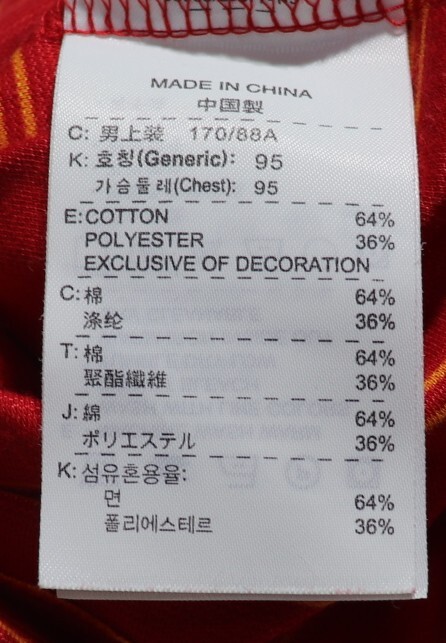 MADE IN CHINA
中国製
C: 男上装 170/88A
K: 호칭(Generic): 95
가슴둘레(Chest): 95
E: COTTON 64%
POLYESTER 36%
EXCLUSIVE OF DECORATION
C: 棉 64%
涤纶 36%
T: 棉 64%
聚酯纖維 36%
J: 綿 64%
ポリエステル 36%
K: 섬유혼용율:
면 64%
폴리에스테르 36%